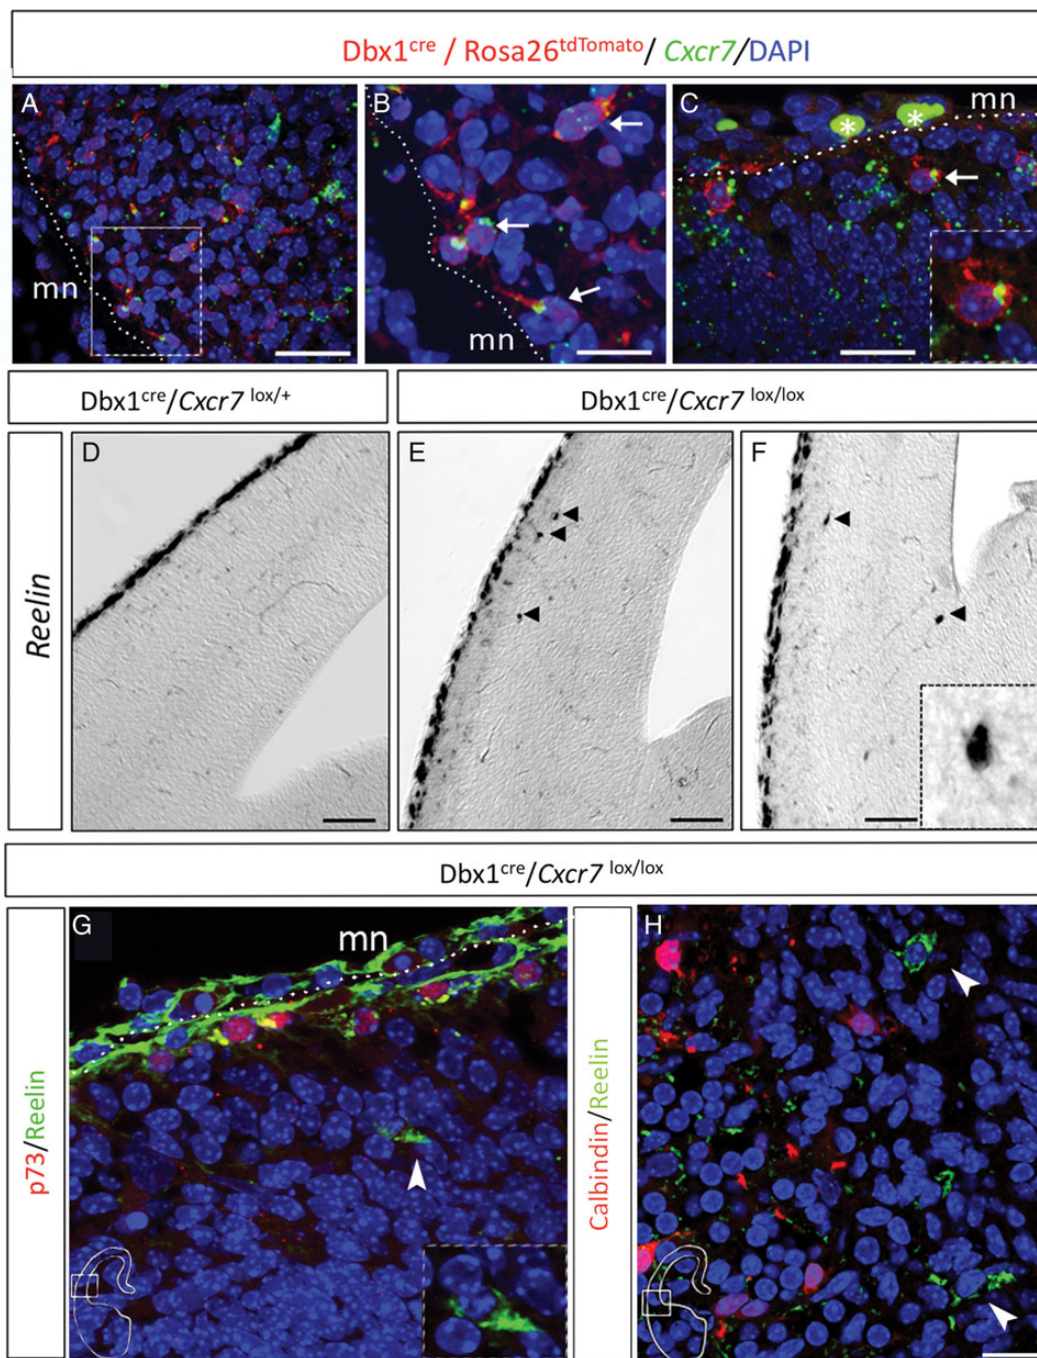 Dbx1cre / Rosa26tdTomato/ Cxcr7/DAPI
A
B
C
mn
mn
mn
Dbx1cre/Cxcr7 lox/+
Dbx1cre/Cxcr7 lox/lox
Reelin
D
E
F
Dbx1cre/Cxcr7 lox/lox
p73/Reelin
G
mn
Calbindin/Reelin
H